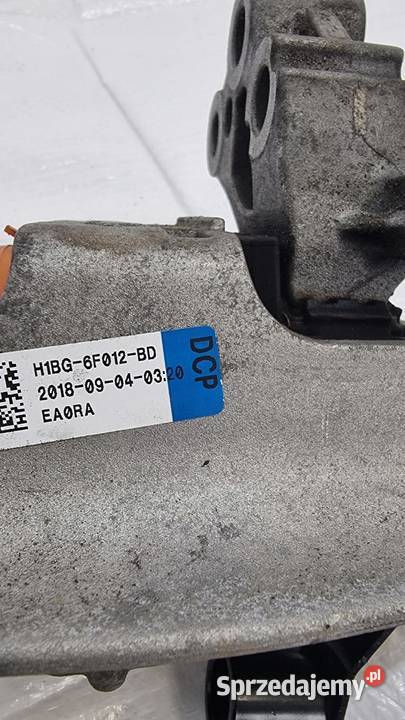 H1BG-6F012-BD
2018-09-04-03:20
EA0RA
DCP
Sprzedajemy.pl